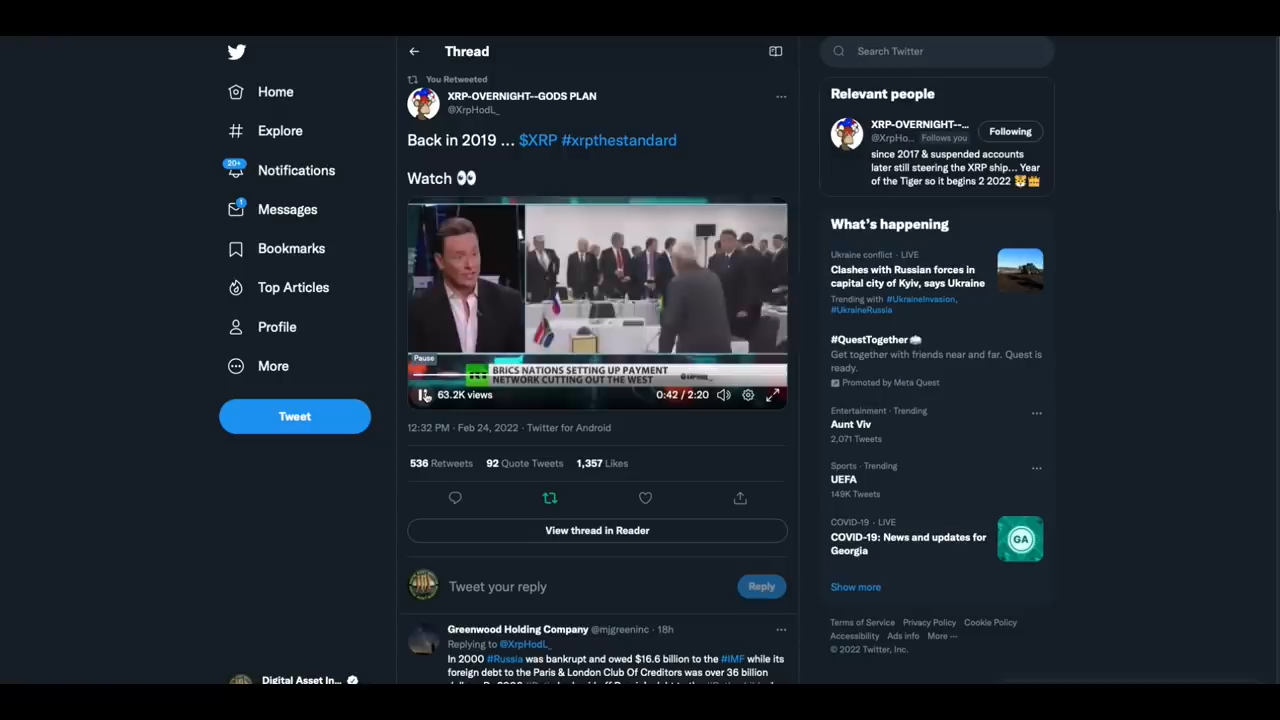 Home
Explore
20+
Notifications
1
Messages
Bookmarks
Top Articles
Profile
More
Tweet
Digital Asset In...
Thread
You Retweeted
XRP-OVERNIGHT--GODS PLAN
@XrpHodL_
Back in 2019 ... $XRP #xrpthestandard
Watch 👀
BRICS NATIONS SETTING UP PAYMENT
NETWORK CUTTING OUT THE WEST
Pause
63.2K views
0:42 / 2:20
12:32 PM · Feb 24, 2022 · Twitter for Android
536 Retweets 92 Quote Tweets 1,357 Likes
View thread in Reader
Tweet your reply
Reply
Greenwood Holding Company @mjgreeninc · 18h
Replying to @XrpHodL_
In 2000 #Russia was bankrupt and owed $16.6 billion to the #IMF while its
foreign debt to the Paris & London Club Of Creditors was over 36 billion
Search Twitter
Relevant people
XRP-OVERNIGHT--...
@XrpHo.. Follows you
Following
since 2017 & suspended accounts
later still steering the XRP ship... Year
of the Tiger so it begins 2 2022 🐯👑
What's happening
Ukraine conflict · LIVE
Clashes with Russian forces in
capital city of Kyiv, says Ukraine
Trending with #UkraineInvasion,
#UkraineRussia
#QuestTogether
Get together with friends near and far. Quest is
ready.
Promoted by Meta Quest
Entertainment · Trending
Aunt Viv
2,071 Tweets
Sports · Trending
UEFA
149K Tweets
COVID-19 · LIVE
COVID-19: News and updates for
Georgia
GA
Show more
Terms of Service Privacy Policy Cookie Policy
Accessibility Ads info More ...
© 2022 Twitter, Inc.